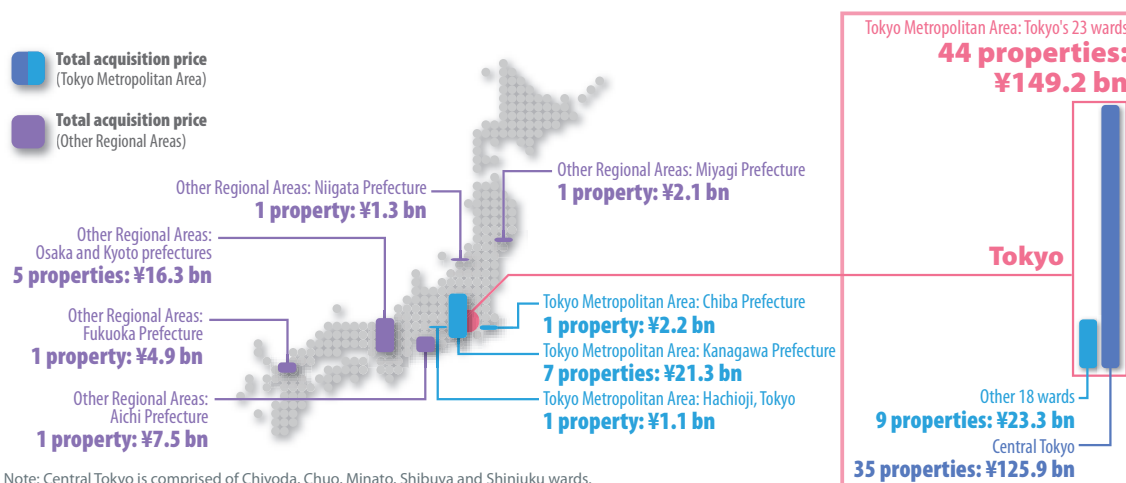 Total acquisition price
(Tokyo Metropolitan Area)
Total acquisition price
(Other Regional Areas)
Other Regional Areas: Niigata Prefecture
1 property: ¥1.3 bn
Other Regional Areas: Miyagi Prefecture
1 property: ¥2.1 bn
Other Regional Areas:
Osaka and Kyoto prefectures
5 properties: ¥16.3 bn
Other Regional Areas:
Fukuoka Prefecture
1 property: ¥4.9 bn
Other Regional Areas:
Aichi Prefecture
1 property: ¥7.5 bn
Tokyo Metropolitan Area: Chiba Prefecture
1 property: ¥2.2 bn
Tokyo Metropolitan Area: Kanagawa Prefecture
7 properties: ¥21.3 bn
Tokyo Metropolitan Area: Hachioji, Tokyo
1 property: ¥1.1 bn
Tokyo Metropolitan Area: Tokyo's 23 wards
44 properties:
¥149.2 bn
Tokyo
Other 18 wards
9 properties: ¥23.3 bn
Central Tokyo
35 properties: ¥125.9 bn
Note: Central Tokyo is comprised of Chiyoda, Chuo, Minato, Shibuya and Shinjuku wards.